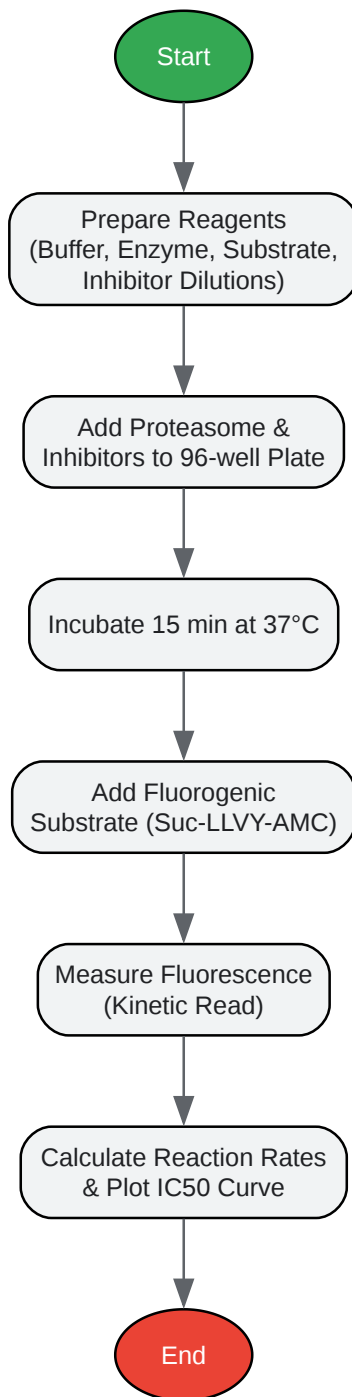 Start
Prepare Reagents
(Buffer, Enzyme, Substrate,
Inhibitor Dilutions)
Add Proteasome &
Inhibitors to 96-well Plate
Incubate 15 min at 37°C
Add Fluorogenic
Substrate (Suc-LLVY-AMC)
Measure Fluorescence
(Kinetic Read)
Calculate Reaction Rates
& Plot IC50 Curve
End